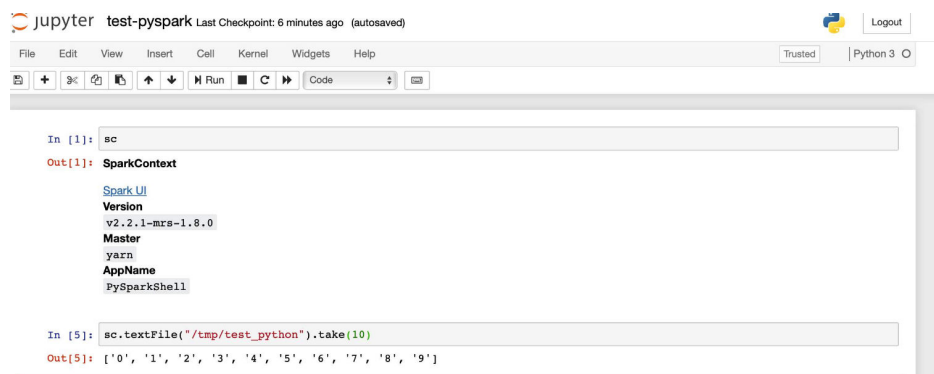 jupyter test-pyspark Last Checkpoint: 6 minutes ago (autosaved) Logout
File Edit View Insert Cell Kernel Widgets Help Trusted Python 3
Run Code
In [1]: sc
Out[1]: SparkContext
Spark UI
Version
v2.2.1-mrs-1.8.0
Master
yarn
AppName
PySparkShell
In [5]: sc.textFile("/tmp/test_python").take(10)
Out[5]: ['0', '1', '2', '3', '4', '5', '6', '7', '8', '9']